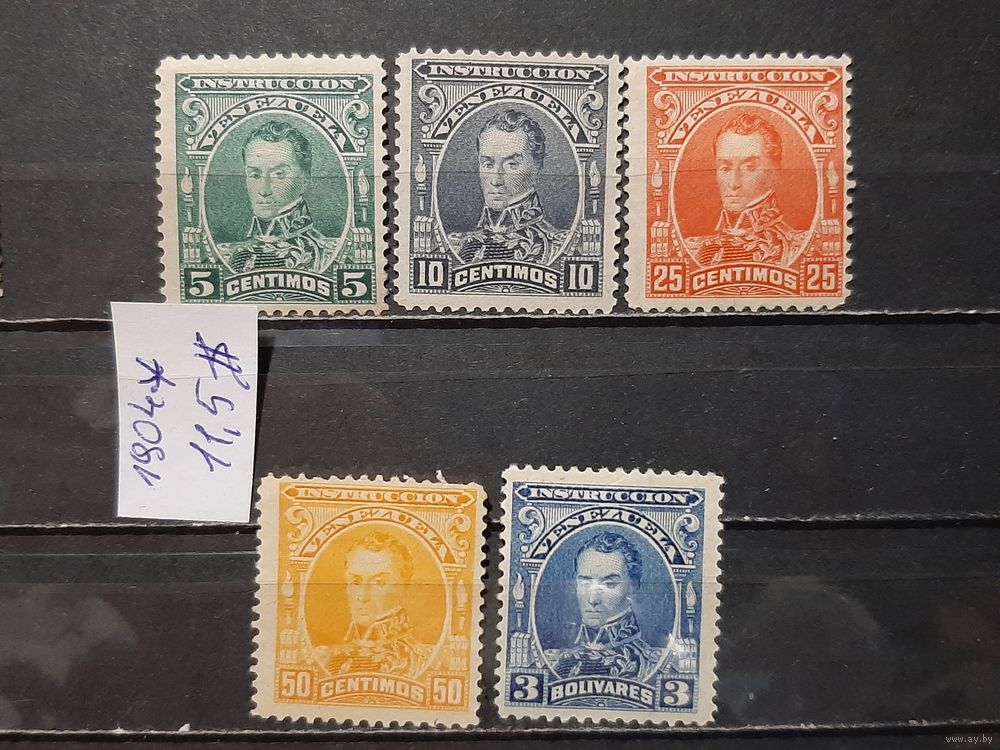 INSTRUCCION
VENEZUELA
5 CENTIMOS 5
INSTRUCCION
VENEZUELA
10 CENTIMOS 10
INSTRUCCION
VENEZUELA
25 CENTIMOS 25
1904*
11,5#
INSTRUCCION
VENEZUELA
50 CENTIMOS 50
INSTRUCCION
VENEZUELA
3 BOLIVARES 3
www.ay.by